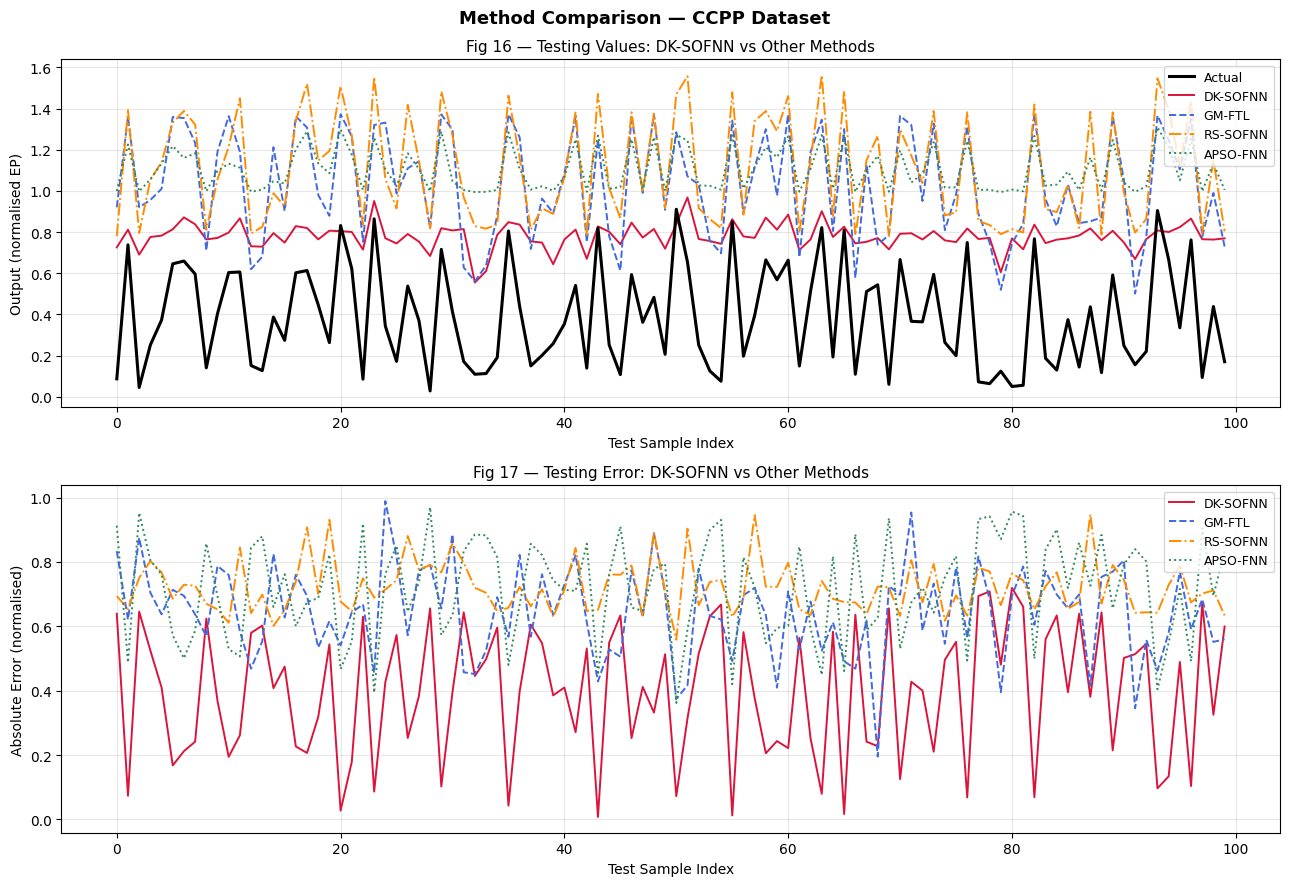 Method Comparison — CCPP Dataset
Fig 16 — Testing Values: DK-SOFNN vs Other Methods
Output (normalised EP)
1.6
1.4
1.2
1.0
0.8
0.6
0.4
0.2
0.0
Actual
DK-SOFNN
GM-FTL
RS-SOFNN
APSO-FNN
0 20 40 60 80 100
Test Sample Index
Fig 17 — Testing Error: DK-SOFNN vs Other Methods
Absolute Error (normalised)
1.0
0.8
0.6
0.4
0.2
0.0
DK-SOFNN
GM-FTL
RS-SOFNN
APSO-FNN
0 20 40 60 80 100
Test Sample Index